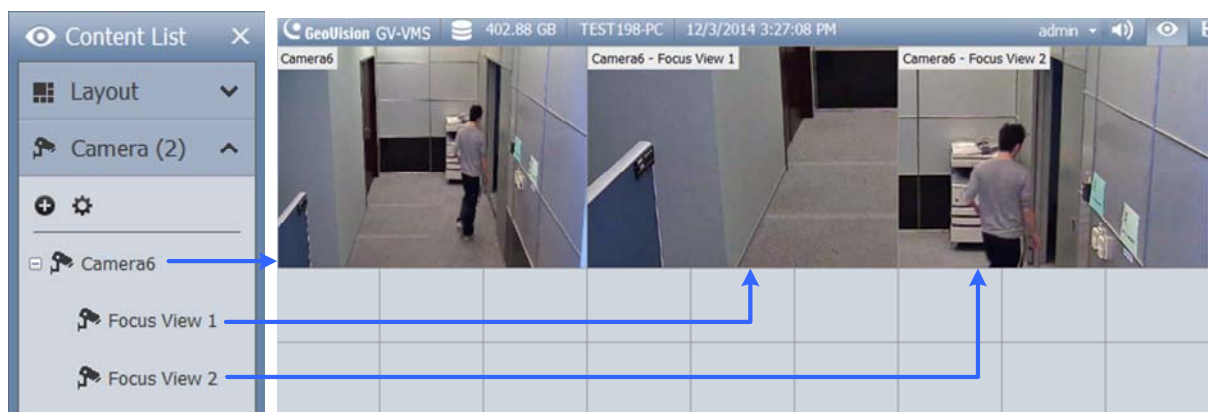 Content List
Layout
Camera (2)
Camera6
Focus View 1
Focus View 2
GeoVision GV-VMS 402.88 GB TEST198-PC 12/3/2014 3:27:08 PM admin
Camera6
Camera6 - Focus View 1
Camera6 - Focus View 2